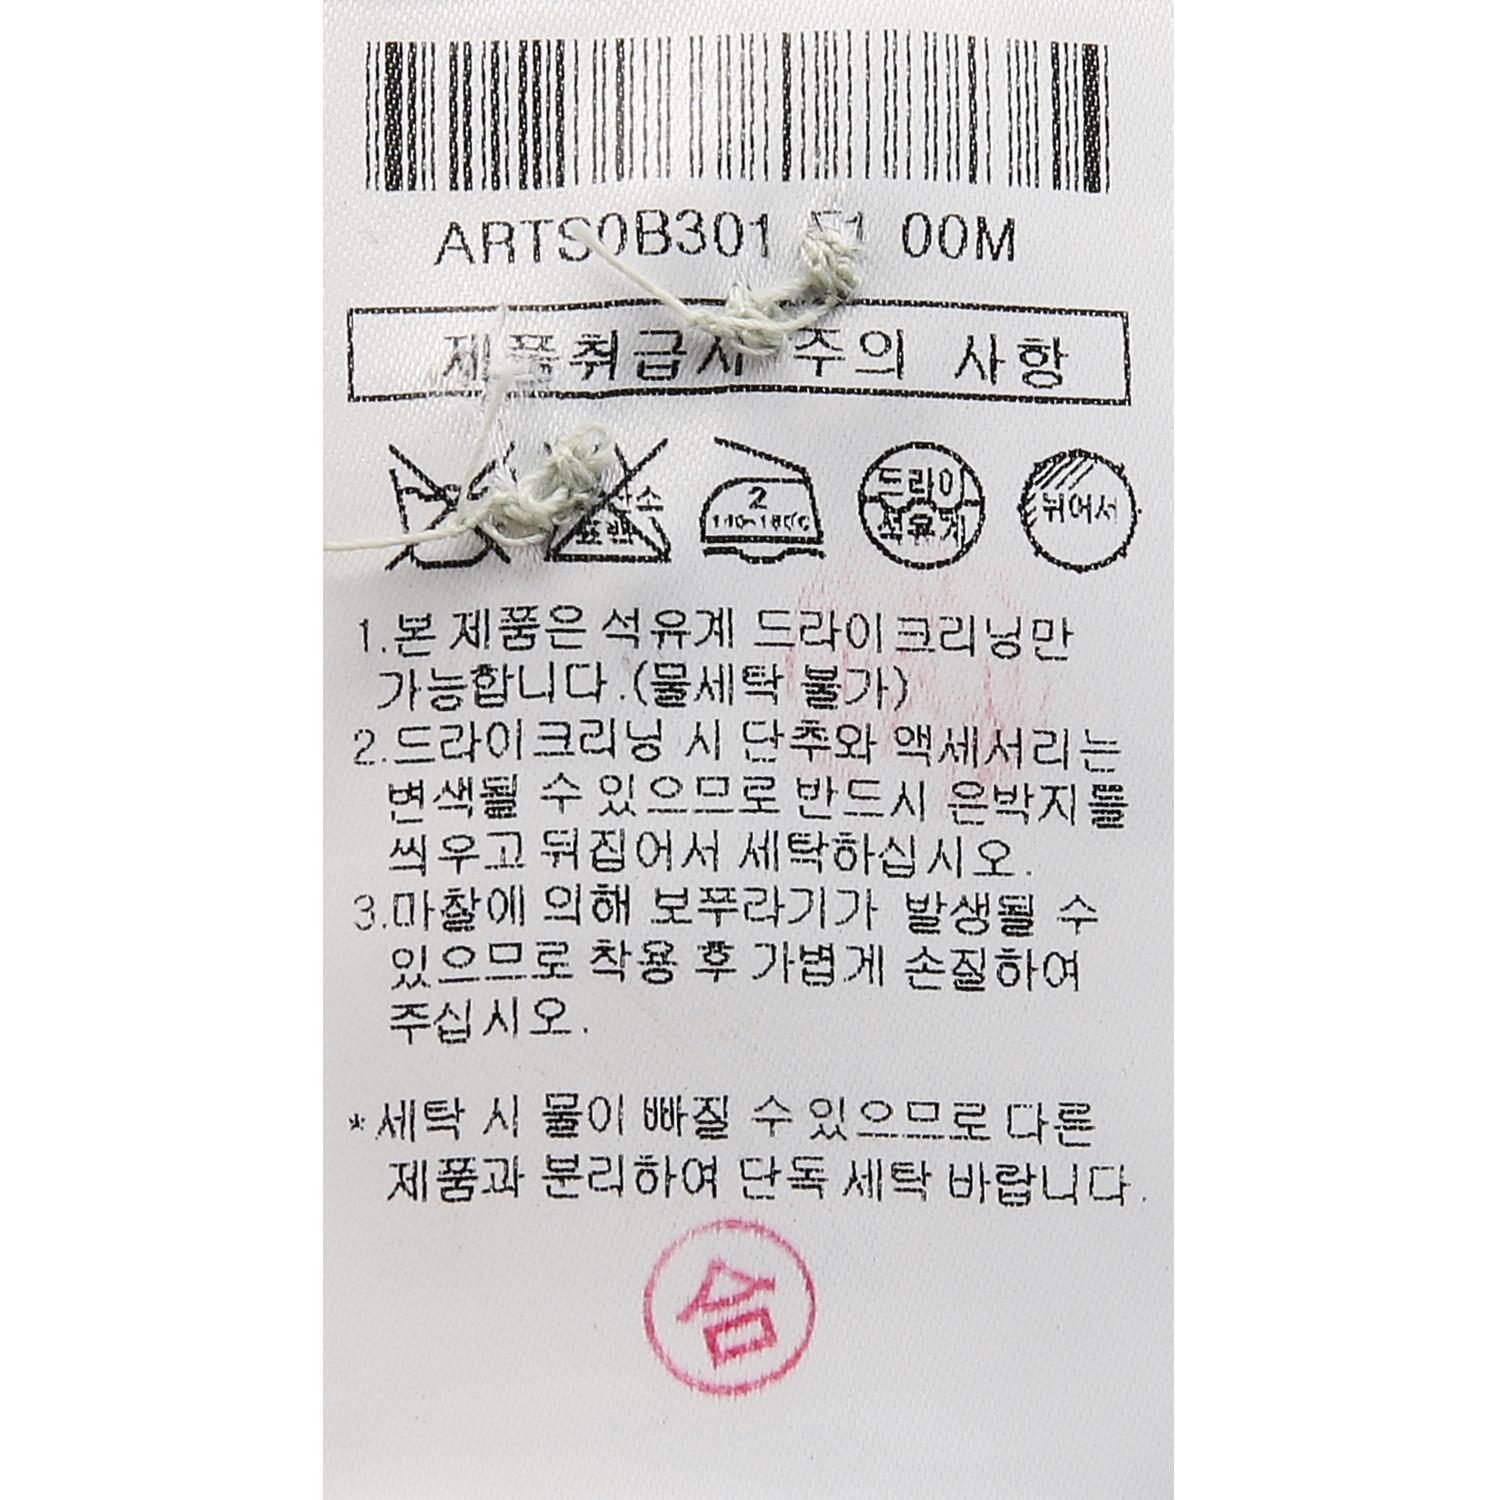 ARTS0B301 00M
제품취급시 주의 사항
2
드라이
석유계
뒤어서
1.본 제품은 석유계 드라이크리닝만
가능합니다.(물세탁 불가)
2.드라이크리닝 시 단추와 액세서리는
변색될 수 있으므로 반드시 은박지를
씌우고 뒤집어서 세탁하십시오.
3.마찰에 의해 보푸라기가 발생될 수
있으므로 착용 후 가볍게 손질하여
주십시오.
*세탁 시 물이 빠질 수 있으므로 다른
제품과 분리하여 단독 세탁 바랍니다.
合